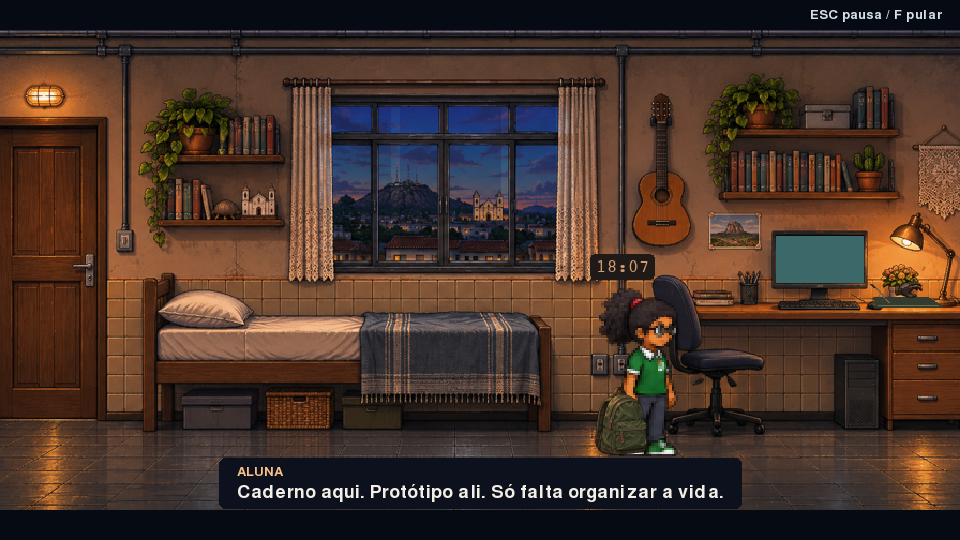 ESC pausa / F pular
18:07
ALUNA
Caderno aqui. Protótipo ali. Só falta organizar a vida.